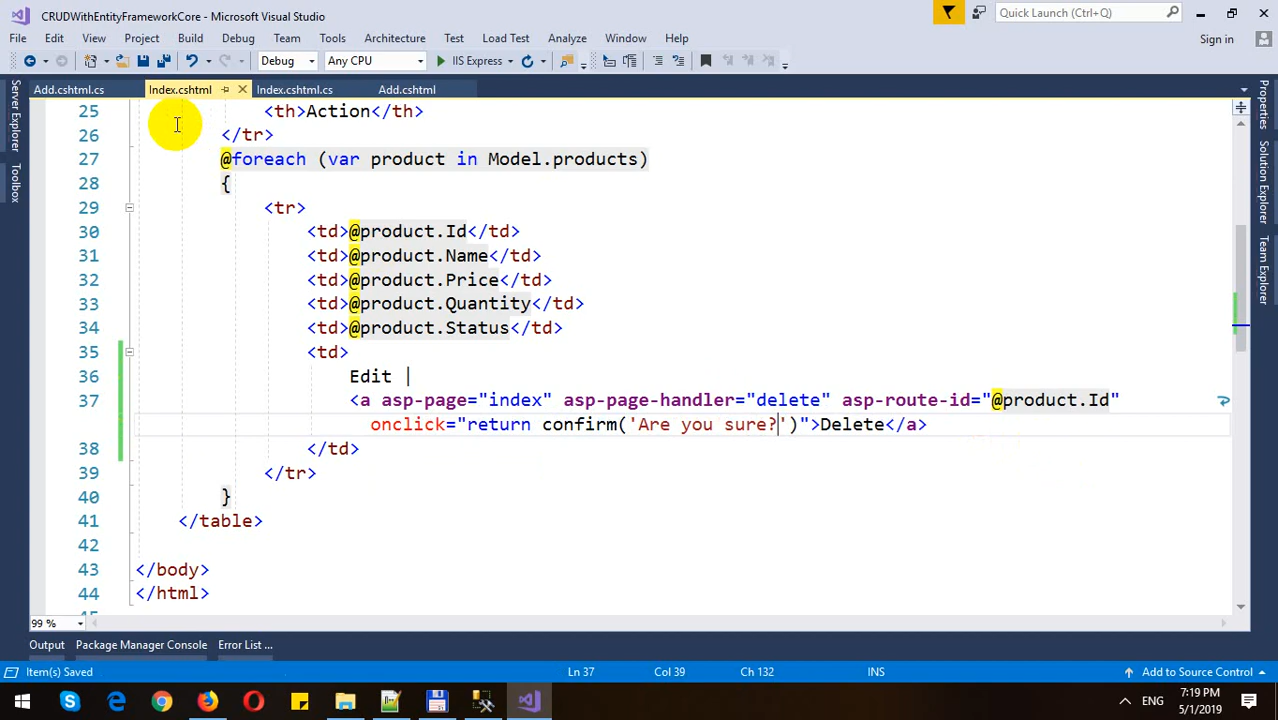 CRUDWithEntityFrameworkCore - Microsoft Visual Studio
Quick Launch (Ctrl+Q)
File Edit View Project Build Debug Team Tools Architecture Test Load Test Analyze Window Help
Sign in
Debug Any CPU IIS Express
Add.cshtml.cs Index.cshtml Index.cshtml.cs Add.cshtml
Server Explorer
Toolbox
Properties
Solution Explorer
Team Explorer
25 <th>Action</th>
26 </tr>
27 @foreach (var product in Model.products)
28 {
29 <tr>
30 <td>@product.Id</td>
31 <td>@product.Name</td>
32 <td>@product.Price</td>
33 <td>@product.Quantity</td>
34 <td>@product.Status</td>
35 <td>
36 Edit |
37 <a asp-page="index" asp-page-handler="delete" asp-route-id="@product.Id"
onclick="return confirm('Are you sure?')">Delete</a>
38 </td>
39 </tr>
40 }
41 </table>
42
43 </body>
44 </html>
99 %
Output Package Manager Console Error List ...
Item(s) Saved Ln 37 Col 39 Ch 132 INS Add to Source Control
ENG 7:19 PM
5/1/2019